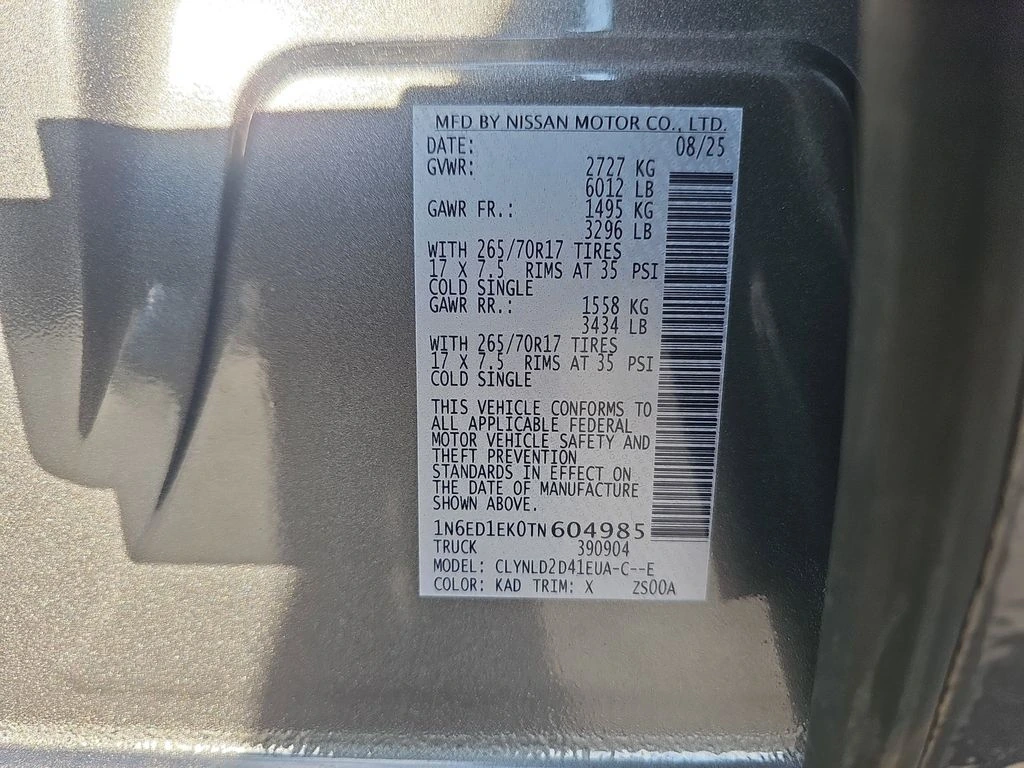 MFD BY NISSAN MOTOR CO., LTD.
DATE: 08/25
GVWR: 2727 KG
6012 LB
GAWR FR.: 1495 KG
3296 LB
WITH 265/70R17 TIRES
17 X 7.5 RIMS AT 35 PSI
COLD SINGLE
GAWR RR.: 1558 KG
3434 LB
WITH 265/70R17 TIRES
17 X 7.5 RIMS AT 35 PSI
COLD SINGLE
THIS VEHICLE CONFORMS TO
ALL APPLICABLE FEDERAL
MOTOR VEHICLE SAFETY AND
THEFT PREVENTION
STANDARDS IN EFFECT ON
THE DATE OF MANUFACTURE
SHOWN ABOVE.
1N6ED1EK0TN604985
TRUCK 390904
MODEL: CLYNLD2D41EUA-C--E
COLOR: KAD TRIM: X ZS00A